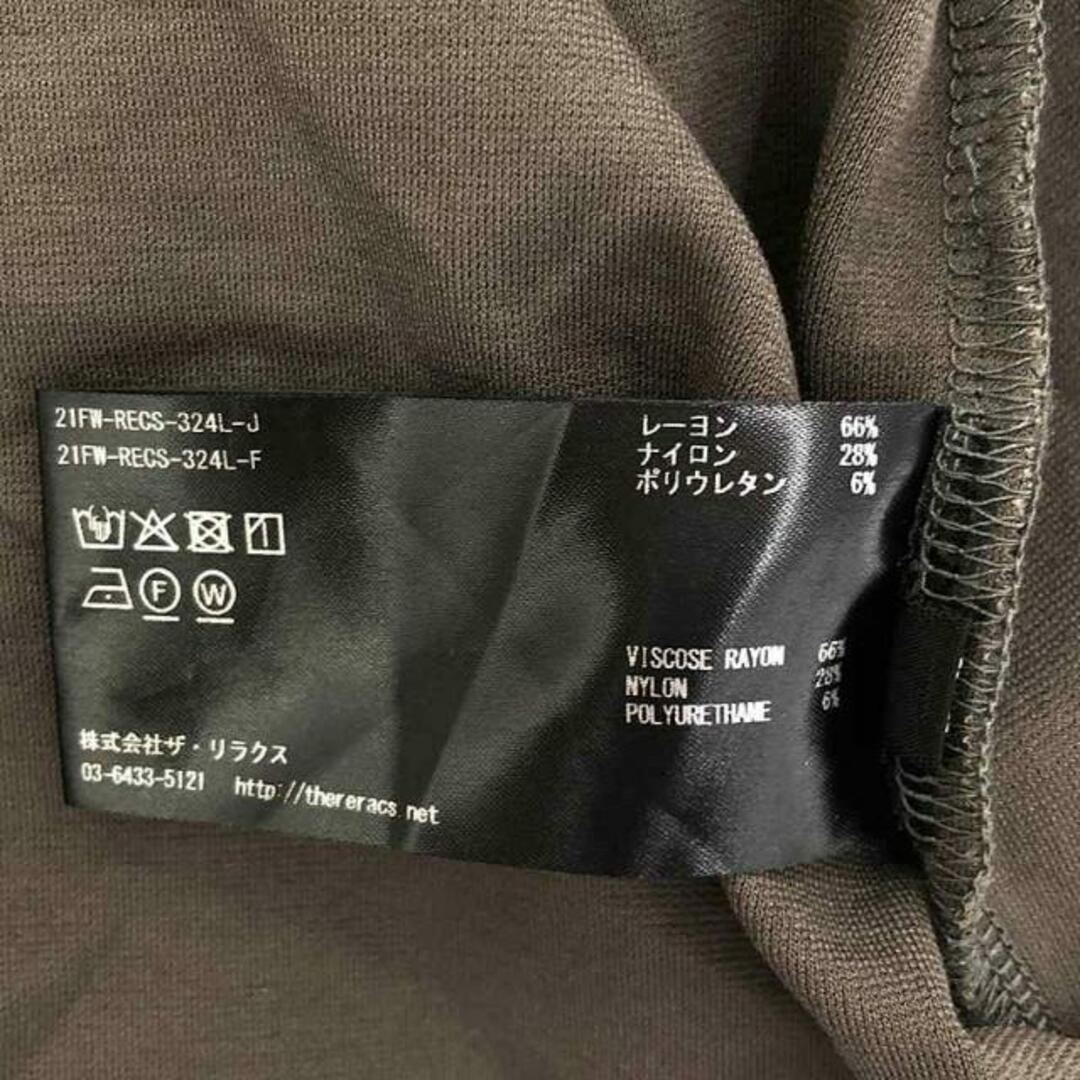 21FW-RECS-324L-J
21FW-RECS-324L-F
F W
株式会社ザ・リラクス
03-6433-5121 http://thereracs.net
レーヨン 66%
ナイロン 28%
ポリウレタン 6%
VISCOSE RAYON 66%
NYLON 28%
POLYURETHANE 6%